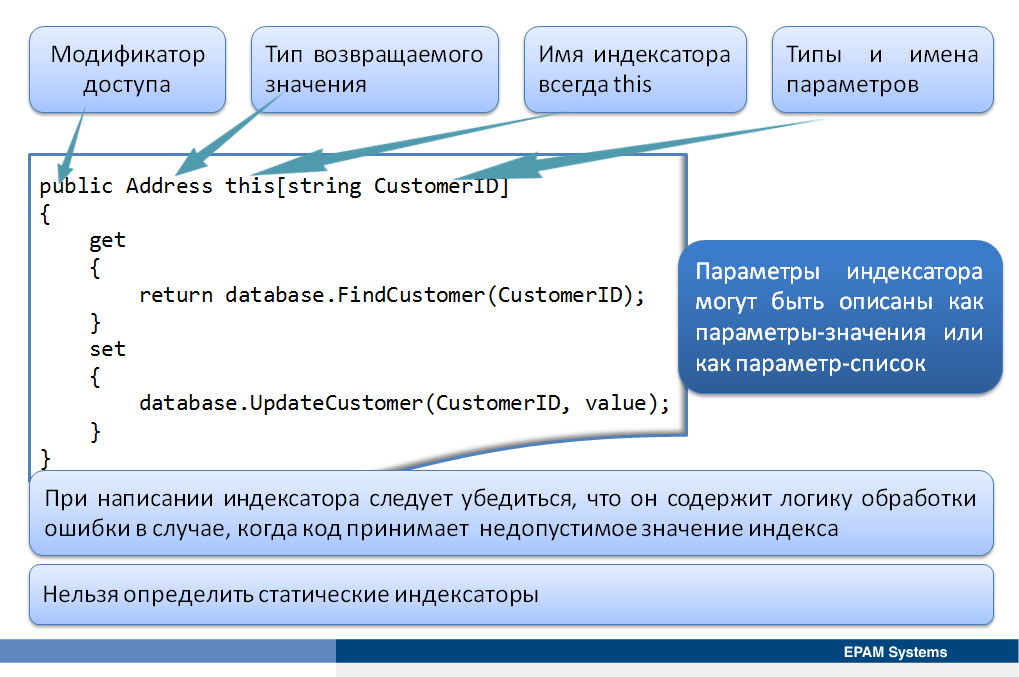 Модификатор
доступа
Тип возвращаемого
значения
Имя индексатора
всегда this
Типы и имена
параметров
public Address this[string CustomerID]
{
get
{
return database.FindCustomer(CustomerID);
}
set
{
database.UpdateCustomer(CustomerID, value);
}
}
Параметры индексатора
могут быть описаны как
параметры-значения или
как параметр-список
При написании индексатора следует убедиться, что он содержит логику обработки
ошибки в случае, когда код принимает недопустимое значение индекса
Нельзя определить статические индексаторы
EPAM Systems